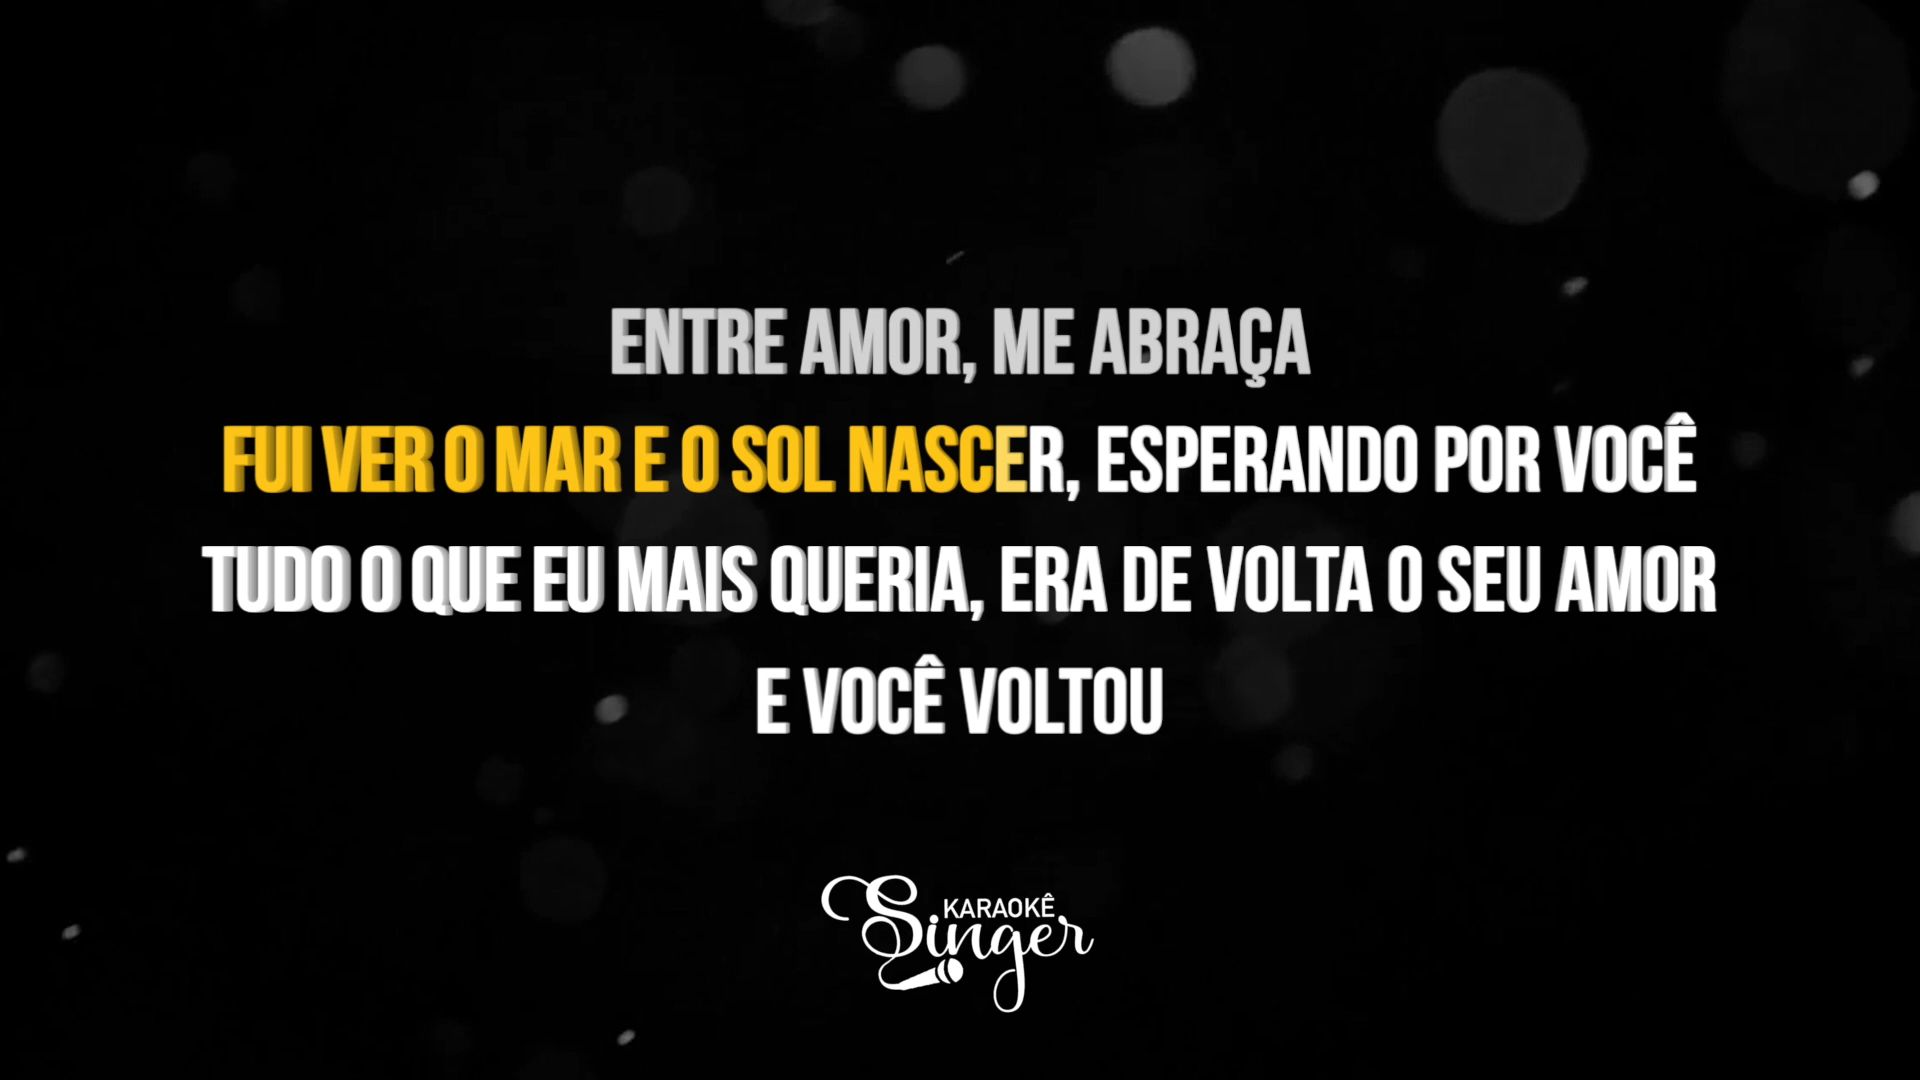 ENTRE AMOR, ME ABRAÇA
FUI VER O MAR E O SOL NASCER, ESPERANDO POR VOCÊ
TUDO O QUE EU MAIS QUERIA, ERA DE VOLTA O SEU AMOR
E VOCÊ VOLTOU
KARAOKÊ
Singer